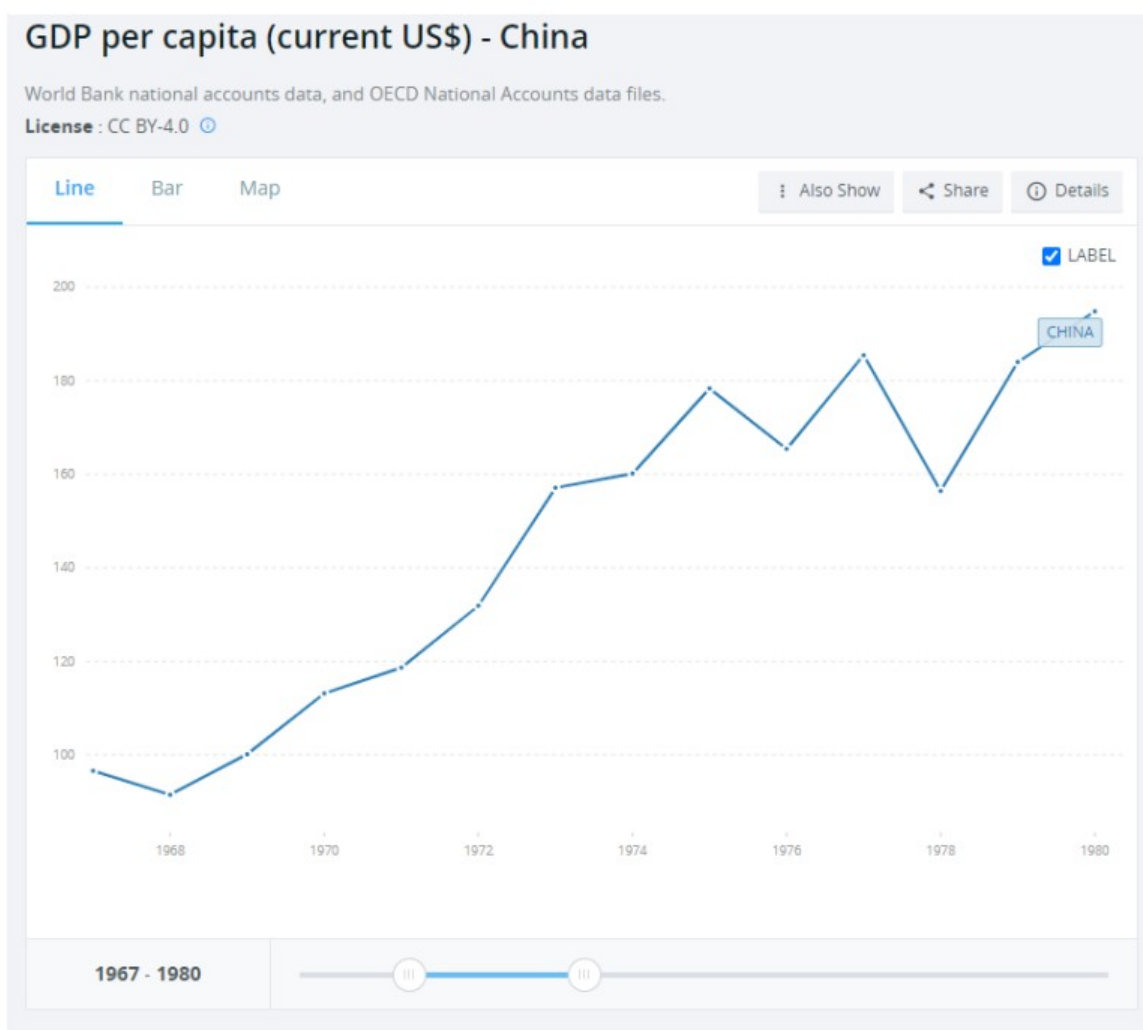 GDP per capita (current US$) - China
World Bank national accounts data, and OECD National Accounts data files.
License : CC BY-4.0
Line Bar Map Also Show Share Details
LABEL
200
CHINA
180
160
140
120
100
1968 1970 1972 1974 1976 1978 1980
1967 - 1980